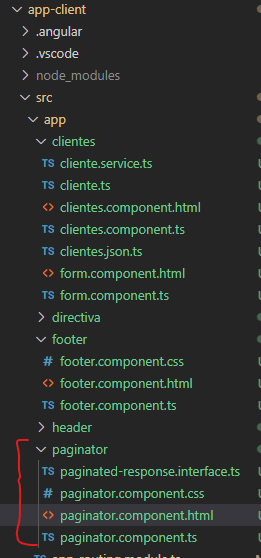 app-client
.angular
.vscode
node_modules
src
app
clientes
TS cliente.service.ts
TS cliente.ts
<> clientes.component.html
TS clientes.component.ts
TS clientes.json.ts
<> form.component.html
TS form.component.ts
directiva
footer
# footer.component.css
<> footer.component.html
TS footer.component.ts
header
paginator
TS paginated-response.interface.ts
# paginator.component.css
<> paginator.component.html
TS paginator.component.ts